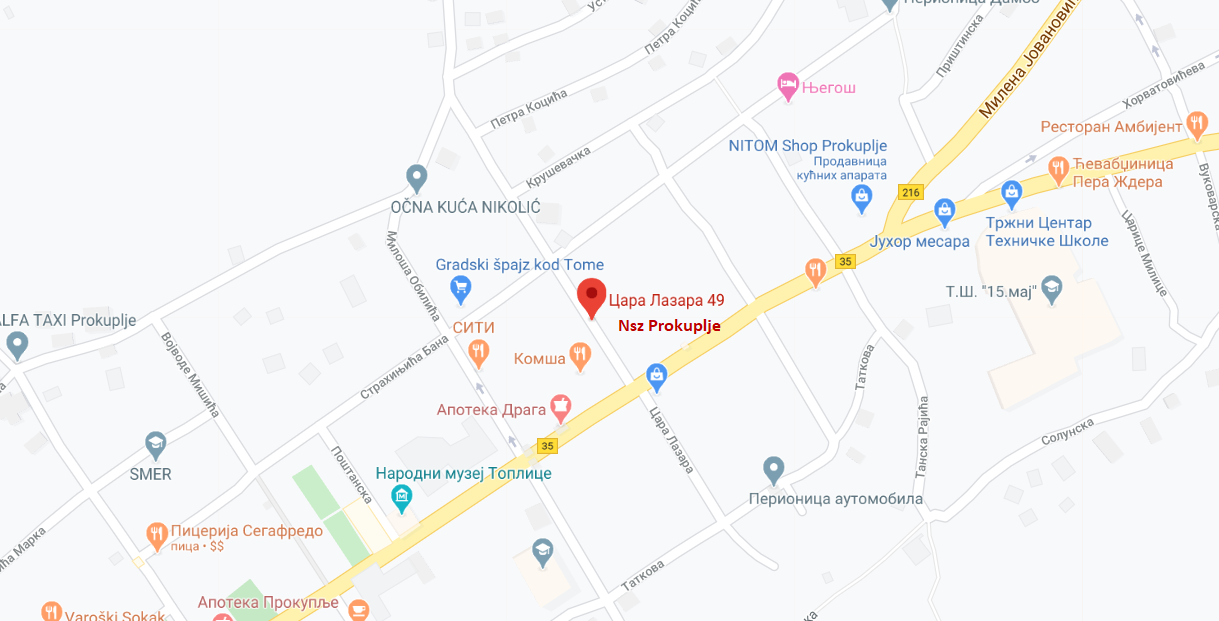 Перионица Дамбо
Петра Коцића
Приштинска
Милена Јовановић
Његош
Хорватовићева
Петра Коцића
Ресторан Амбијент
NITOM Shop Prokuplje
Продавница
кућних апарата
Крушевачка
Ћевабџиница
Пера Ждера
216
Вуковарска
OČNA KUĆA NIKOLIĆ
Тржни Центар
Техничке Школе
Јухор месара
Царице Милице
Милоша Обилића
Gradski špajz kod Tome
35
Т.Ш. "15.мај"
Цара Лазара 49
Nsz Prokuplje
ALFA TAXI Prokuplje
СИТИ
Комша
Војводе Мишића
Страхињића Бана
Таткова
Апотека Драга
Цара Лазара
35
Танска Рајића
Солунска
Поштанска
SMER
Народни музеј Топлице
Перионица аутомобила
Пицерија Сегафредо
пица • $$
ића Марка
Таткова
Апотека Прокупље
Varoški Sokak